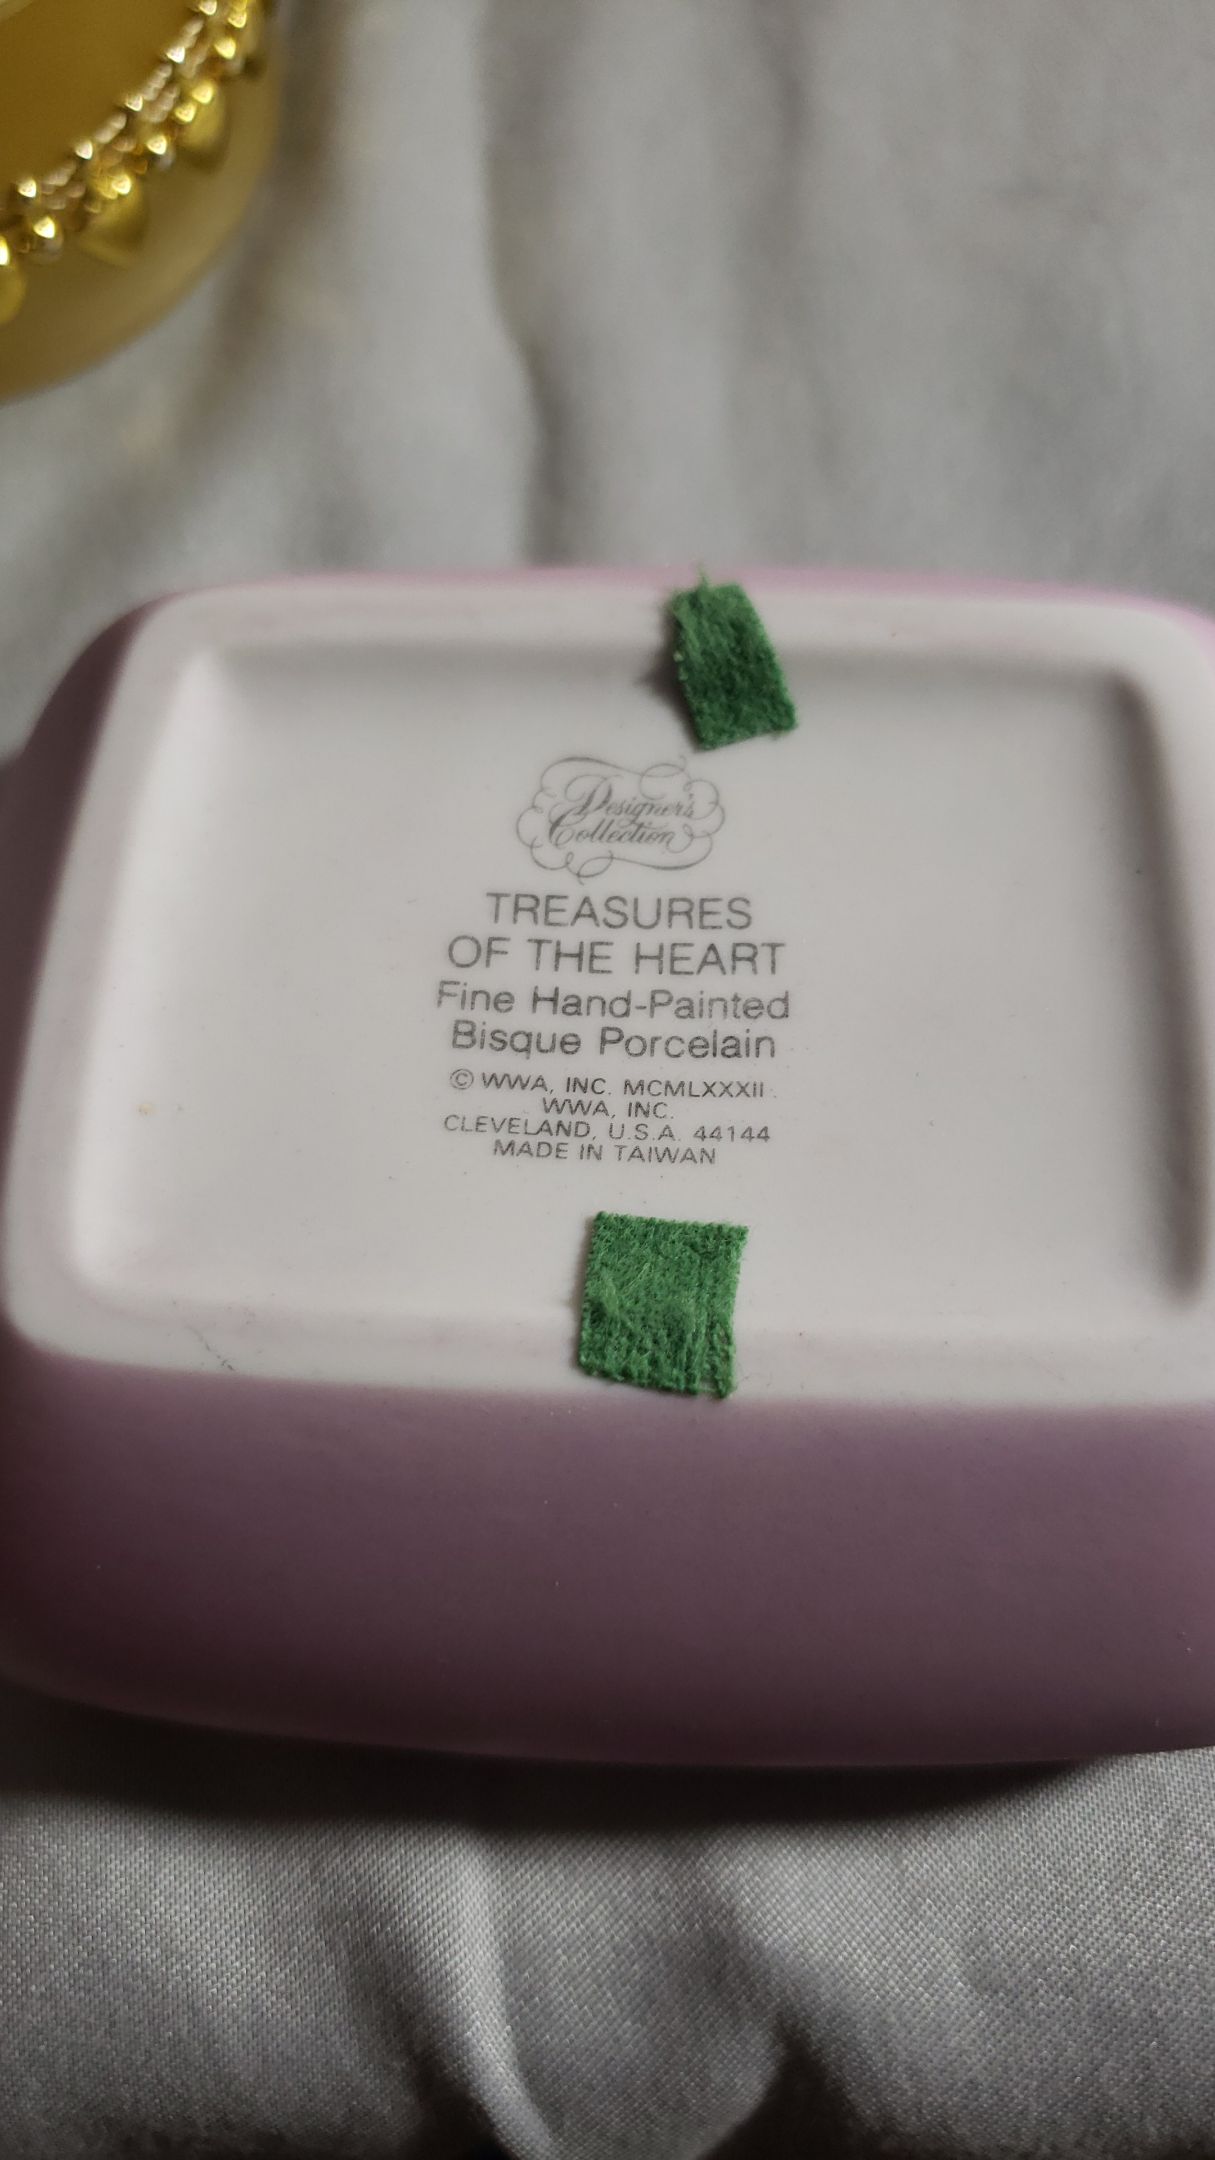 Designer's
Collection
TREASURES
OF THE HEART
Fine Hand-Painted
Bisque Porcelain
© WWA, INC. MCMLXXXII
WWA, INC.
CLEVELAND, U.S.A. 44144
MADE IN TAIWAN